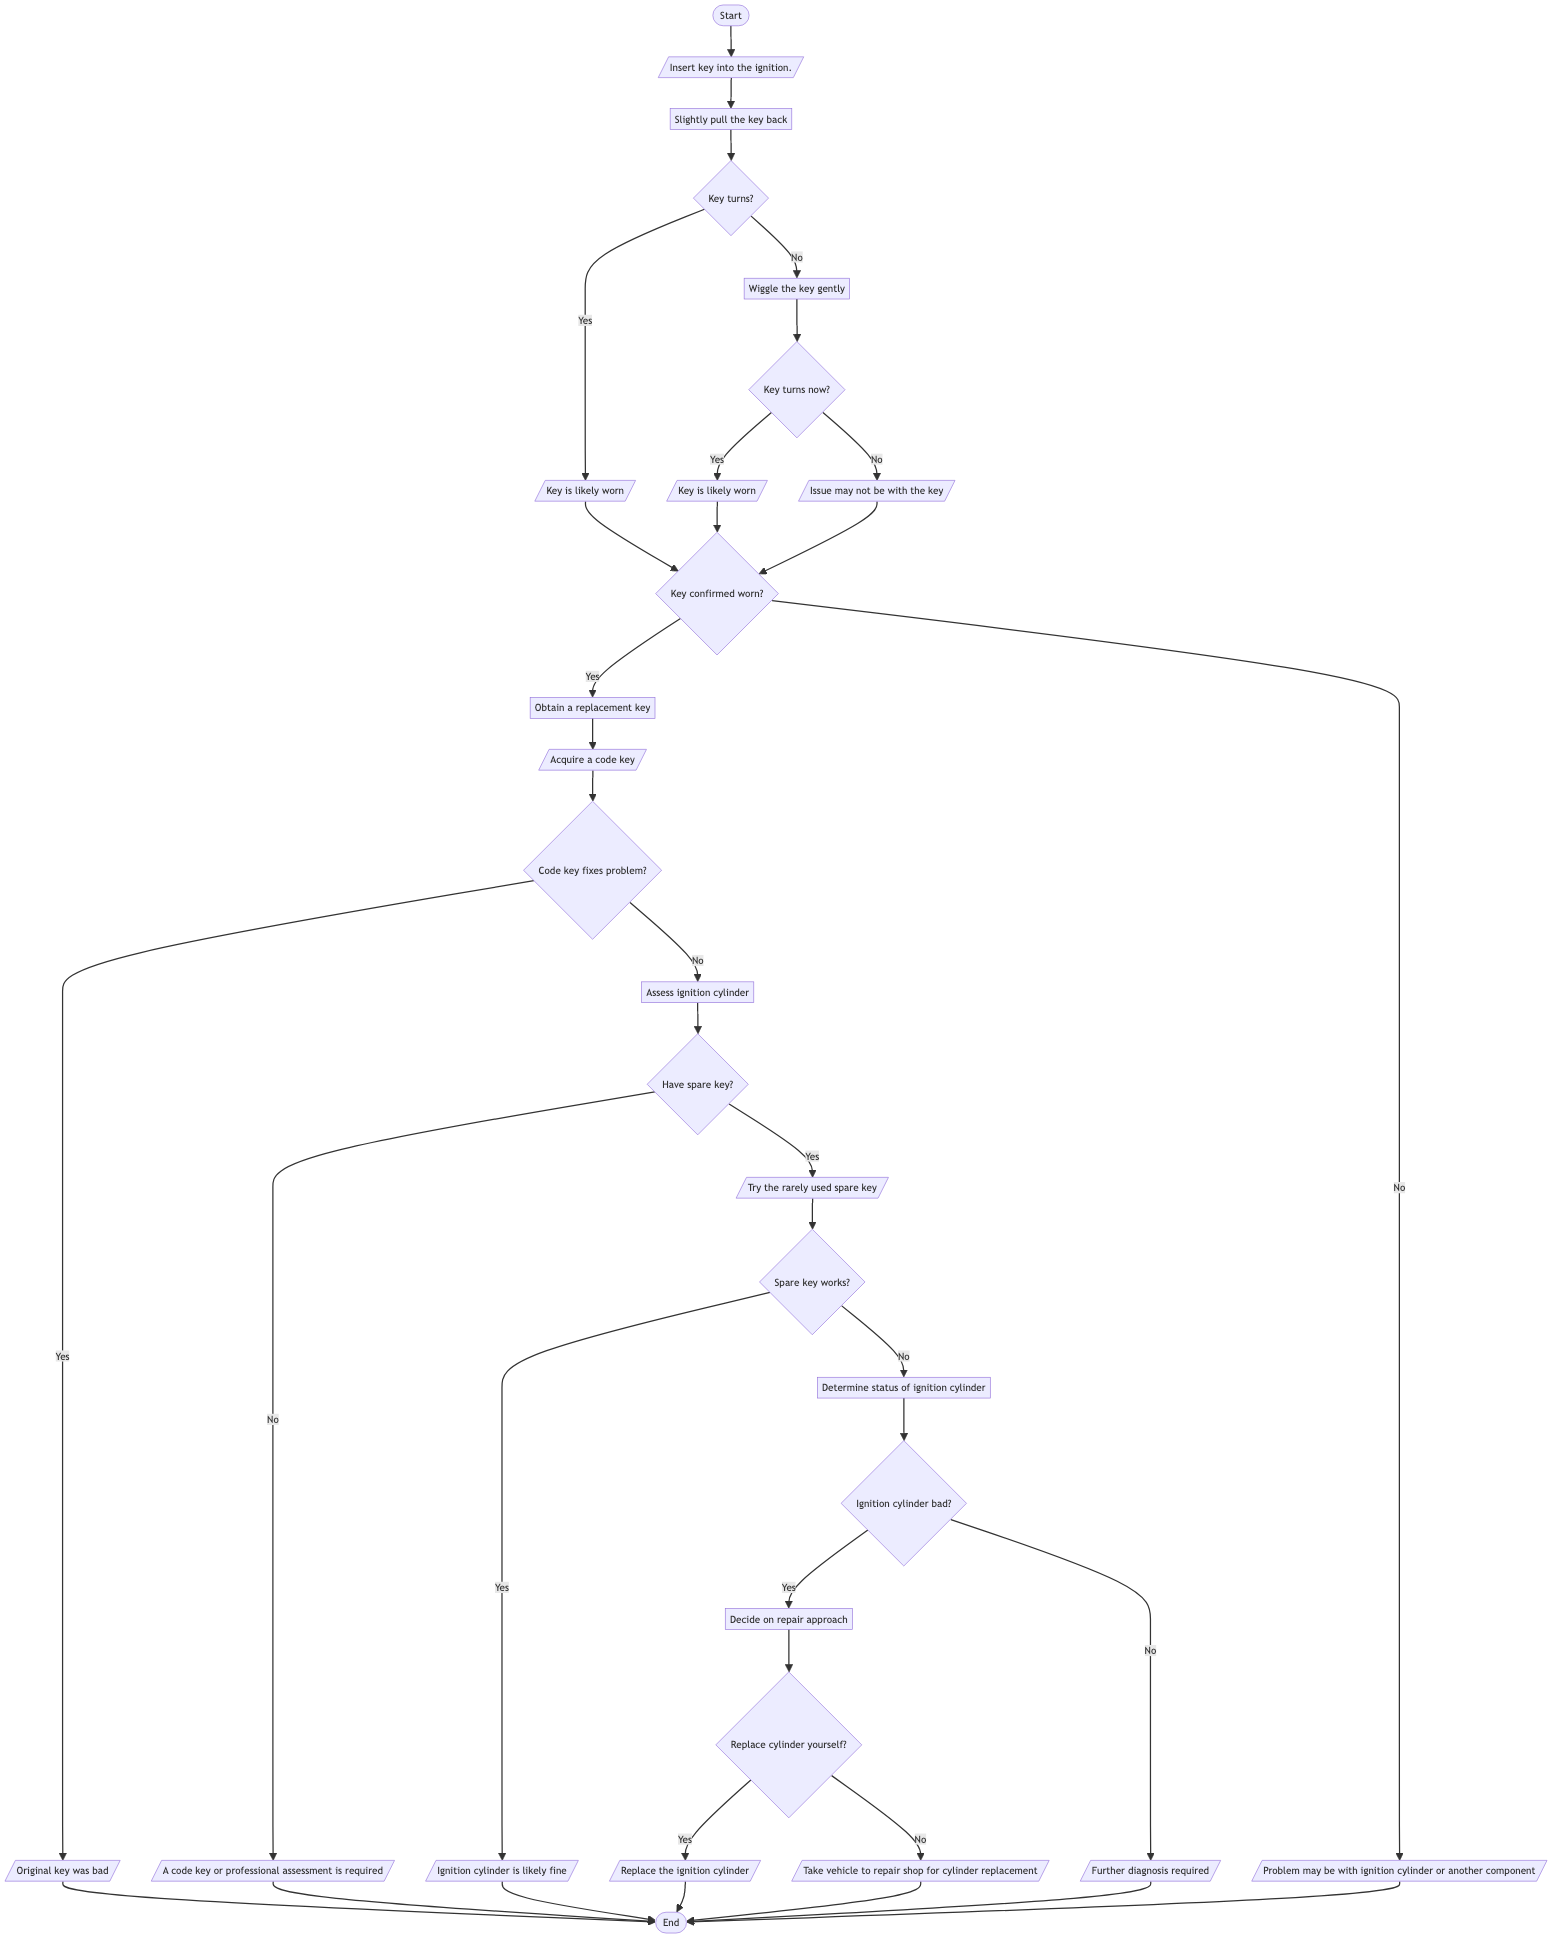 Start
Insert key into the ignition.
Slightly pull the key back
Key turns?
No
Wiggle the key gently
Yes
Key turns now?
Yes
No
Key is likely worn
Key is likely worn
Issue may not be with the key
Key confirmed worn?
Yes
Obtain a replacement key
Acquire a code key
Code key fixes problem?
No
Assess ignition cylinder
Have spare key?
Yes
Try the rarely used spare key
No
Spare key works?
Yes
No
Determine status of ignition cylinder
No
Ignition cylinder bad?
Yes
Yes
Decide on repair approach
No
Replace cylinder yourself?
Yes
No
Original key was bad
A code key or professional assessment is required
Ignition cylinder is likely fine
Replace the ignition cylinder
Take vehicle to repair shop for cylinder replacement
Further diagnosis required
Problem may be with ignition cylinder or another component
End